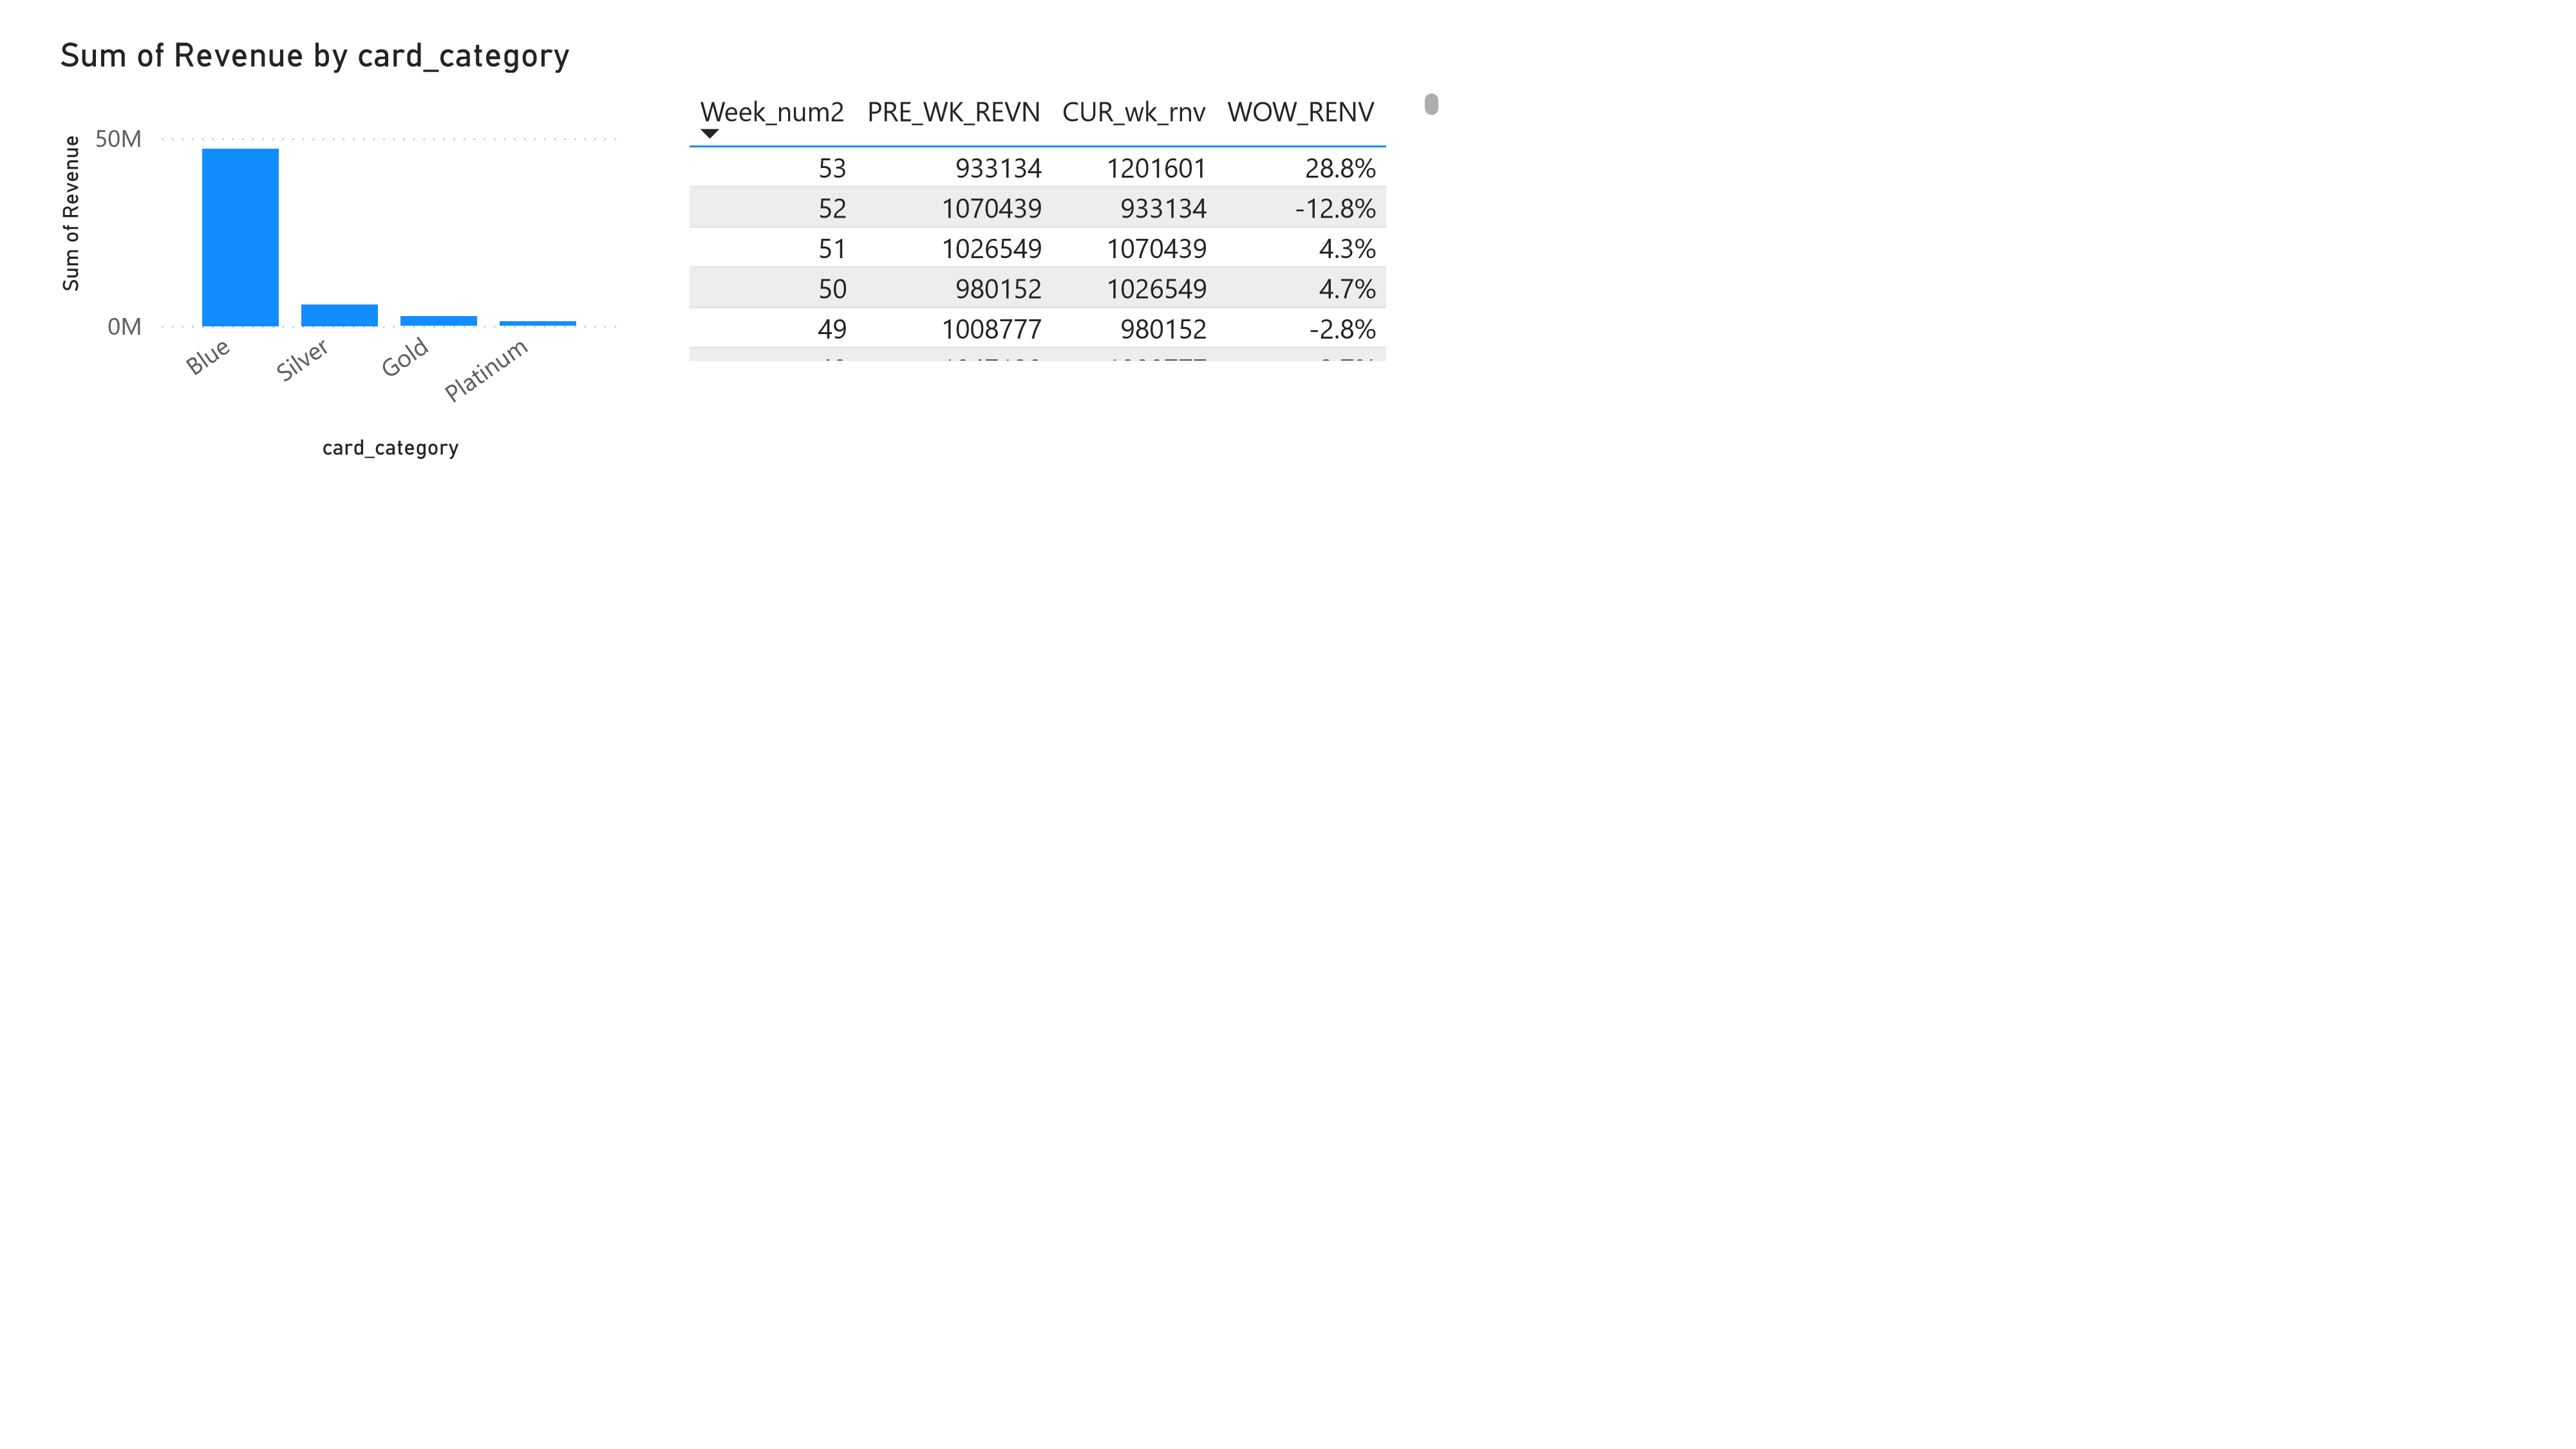 Sum of Revenue by card_category
50M
0M
Sum of Revenue
Blue
Silver
Gold
Platinum
card_category
Week_num2 PRE_WK_REVN CUR_wk_rnv WOW_RENV
53 933134 1201601 28.8%
52 1070439 933134 -12.8%
51 1026549 1070439 4.3%
50 980152 1026549 4.7%
49 1008777 980152 -2.8%